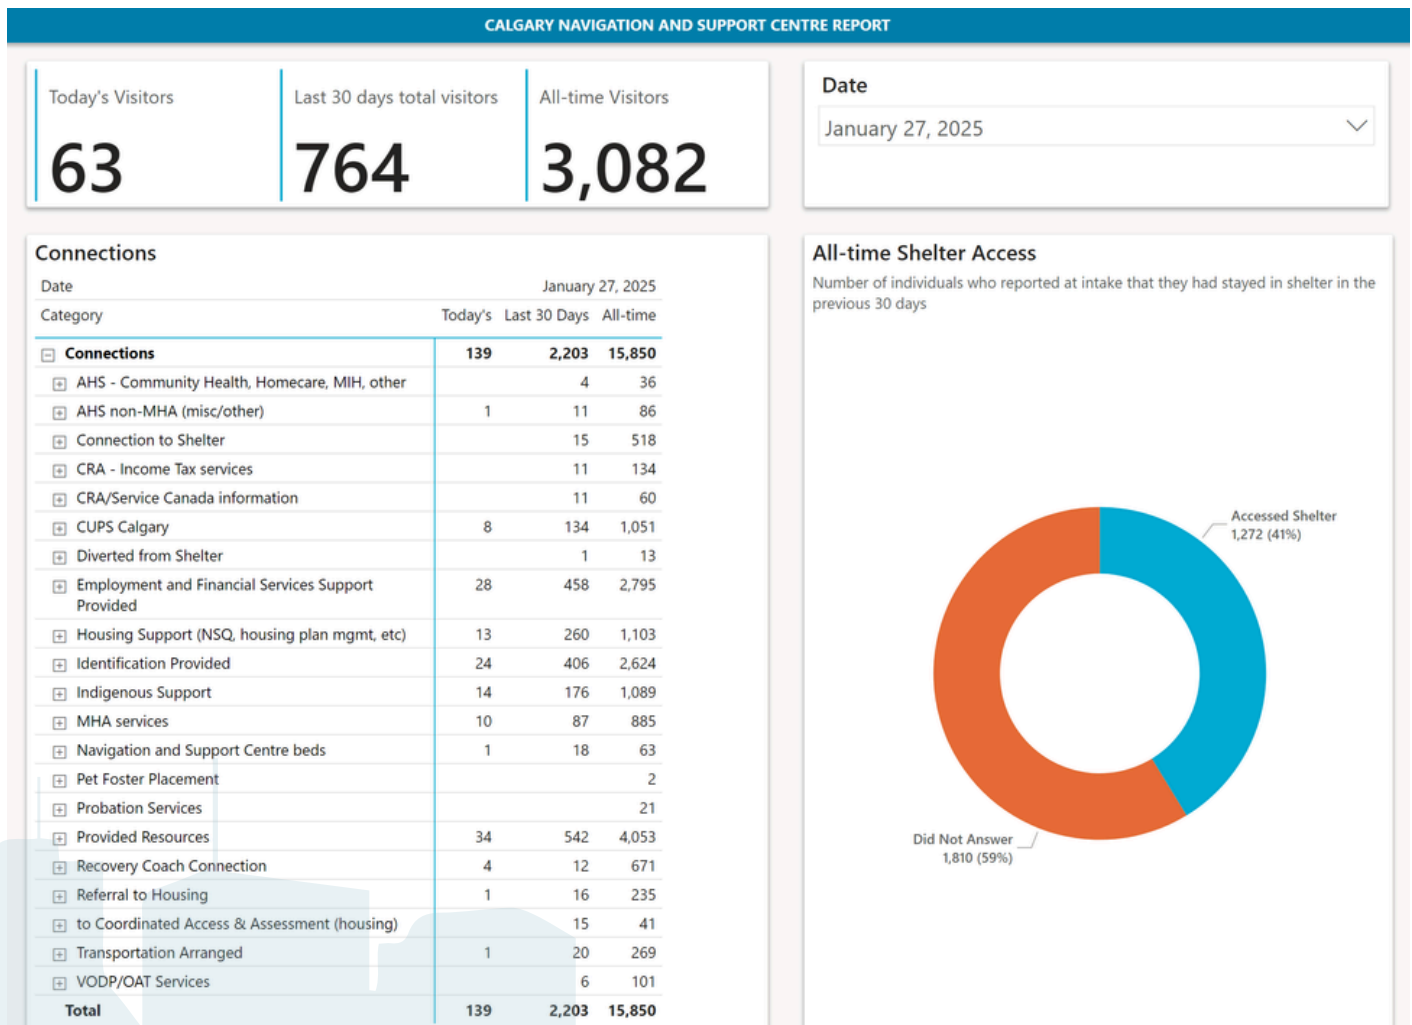 CALGARY NAVIGATION AND SUPPORT CENTRE REPORT
Today's Visitors
63
Last 30 days total visitors
764
All-time Visitors
3,082
Date
January 27, 2025
Connections
Date January 27, 2025
Category Today's Last 30 Days All-time
Connections 139 2,203 15,850
AHS - Community Health, Homecare, MIH, other 4 36
AHS non-MHA (misc/other) 1 11 86
Connection to Shelter 15 518
CRA - Income Tax services 11 134
CRA/Service Canada information 11 60
CUPS Calgary 8 134 1,051
Diverted from Shelter 1 13
Employment and Financial Services Support 28 458 2,795
Provided
Housing Support (NSQ, housing plan mgmt, etc) 13 260 1,103
Identification Provided 24 406 2,624
Indigenous Support 14 176 1,089
MHA services 10 87 885
Navigation and Support Centre beds 1 18 63
Pet Foster Placement 2
Probation Services 21
Provided Resources 34 542 4,053
Recovery Coach Connection 4 12 671
Referral to Housing 1 16 235
to Coordinated Access & Assessment (housing) 15 41
Transportation Arranged 1 20 269
VODP/OAT Services 6 101
Total 139 2,203 15,850
All-time Shelter Access
Number of individuals who reported at intake that they had stayed in shelter in the
previous 30 days
Accessed Shelter
1,272 (41%)
Did Not Answer
1,810 (59%)